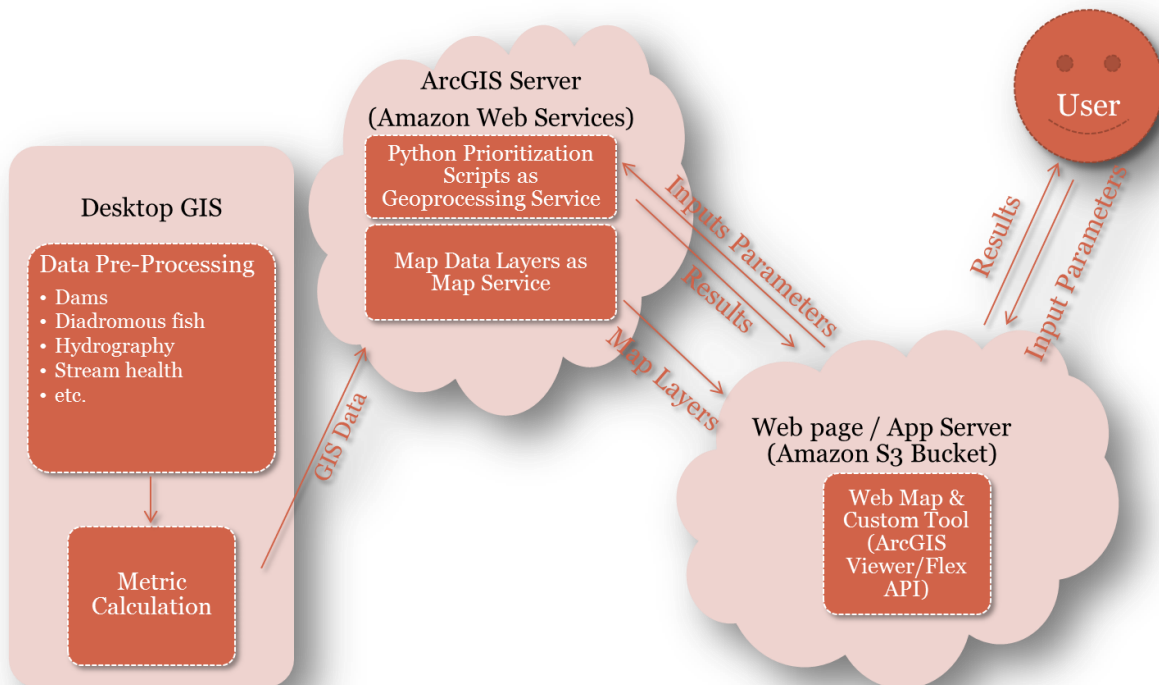 ArcGIS Server
(Amazon Web Services)
Python Prioritization
Scripts as
Geoprocessing Service
Map Data Layers as
Map Service
User
Desktop GIS
Data Pre-Processing
• Dams
• Diadromous fish
• Hydrography
• Stream health
• etc.
Metric
Calculation
GIS Data
Inputs Parameters
Results
Map Layers
Results
Input Parameters
Web page / App Server
(Amazon S3 Bucket)
Web Map &
Custom Tool
(ArcGIS
Viewer/Flex
API)